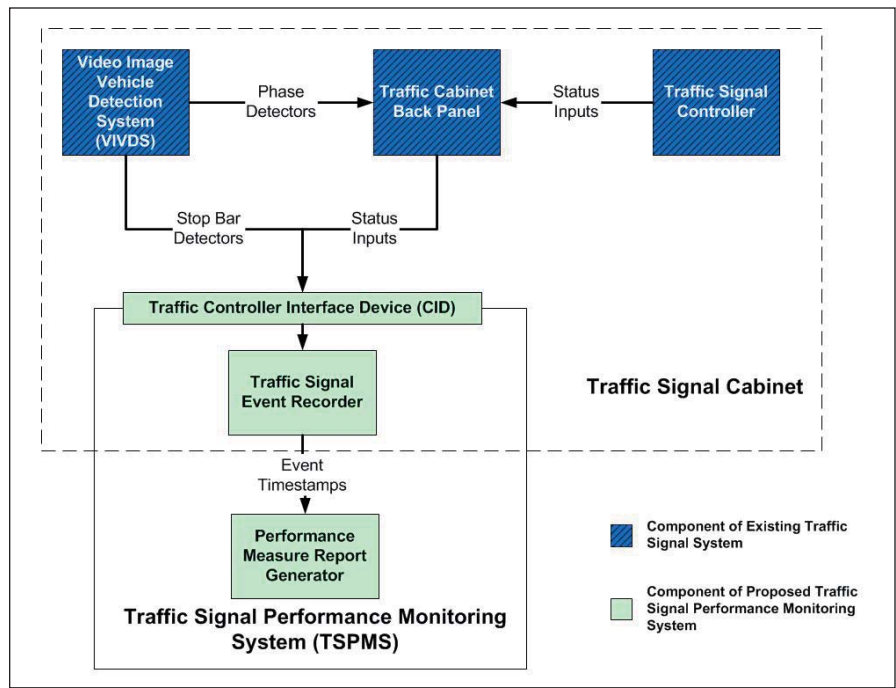 Video Image
Vehicle
Detection
System
(VIVDS)
Phase
Detectors
Traffic Cabinet
Back Panel
Status
Inputs
Traffic Signal
Controller
Stop Bar
Detectors
Status
Inputs
Traffic Controller Interface Device (CID)
Traffic Signal
Event Recorder
Traffic Signal Cabinet
Event
Timestamps
Performance
Measure Report
Generator
Traffic Signal Performance Monitoring
System (TSPMS)
Component of Existing Traffic
Signal System
Component of Proposed Traffic
Signal Performance Monitoring
System